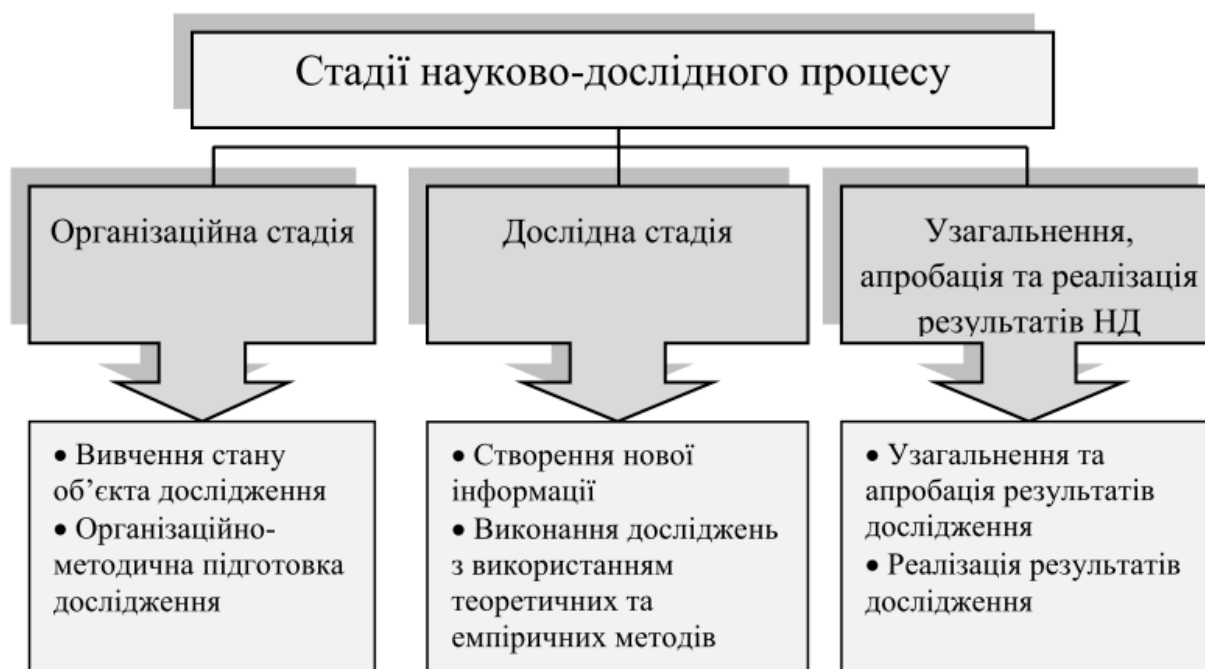 Стадії науково-дослідного процесу
Організаційна стадія
Дослідна стадія
Узагальнення,
апробація та реалізація
результатів НД
• Вивчення стану
об’єкта дослідження
• Організаційно-
методична підготовка
дослідження
• Створення нової
інформації
• Виконання досліджень
з використанням
теоретичних та
емпіричних методів
• Узагальнення та
апробація результатів
дослідження
• Реалізація результатів
дослідження